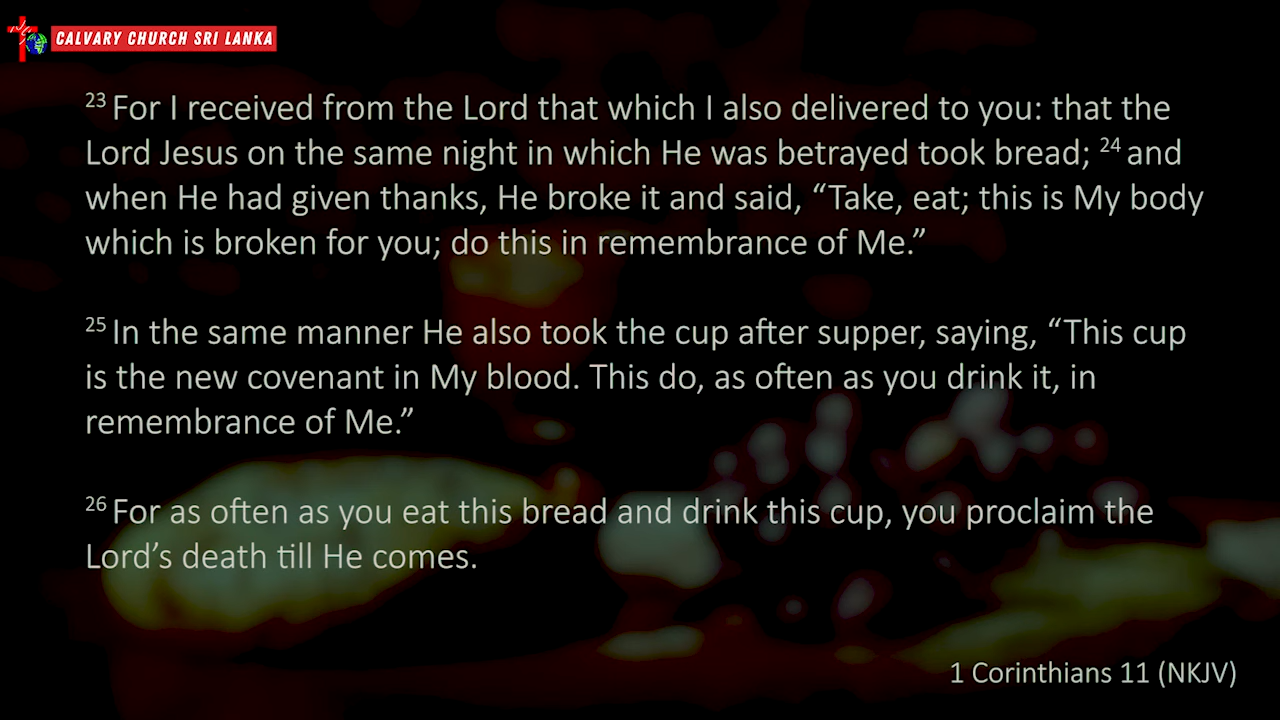 CALVARY CHURCH SRI LANKA
23 For I received from the Lord that which I also delivered to you: that the
Lord Jesus on the same night in which He was betrayed took bread; 24 and
when He had given thanks, He broke it and said, “Take, eat; this is My body
which is broken for you; do this in remembrance of Me.”
25 In the same manner He also took the cup after supper, saying, “This cup
is the new covenant in My blood. This do, as often as you drink it, in
remembrance of Me.”
26 For as often as you eat this bread and drink this cup, you proclaim the
Lord’s death till He comes.
1 Corinthians 11 (NKJV)